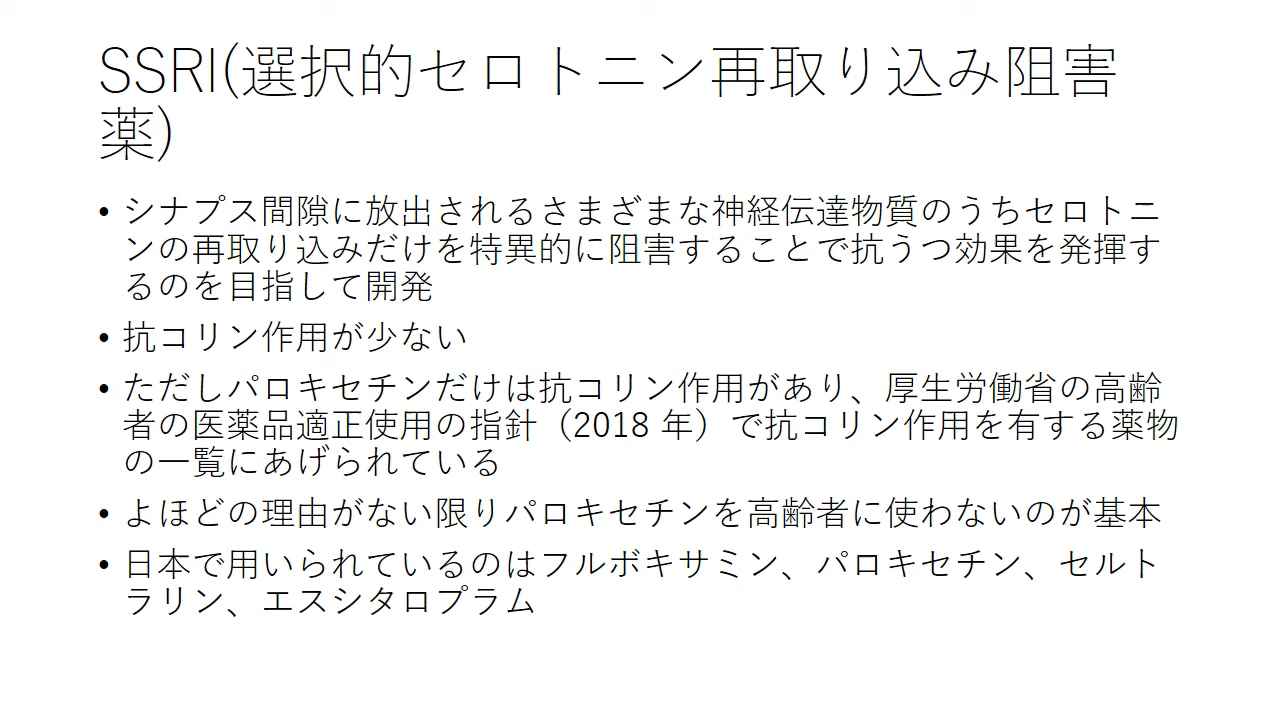 SSRI(選択的セロトニン再取り込み阻害
薬)
• シナプス間隙に放出されるさまざまな神経伝達物質のうちセロトニ
ンの再取り込みだけを特異的に阻害することで抗うつ効果を発揮す
るのを目指して開発
• 抗コリン作用が少ない
• ただしパロキセチンだけは抗コリン作用があり、厚生労働省の高齢
者の医薬品適正使用の指針（2018 年）で抗コリン作用を有する薬物
の一覧にあげられている
• よほどの理由がない限りパロキセチンを高齢者に使わないのが基本
• 日本で用いられているのはフルボキサミン、パロキセチン、セルト
ラリン、エスシタロプラム